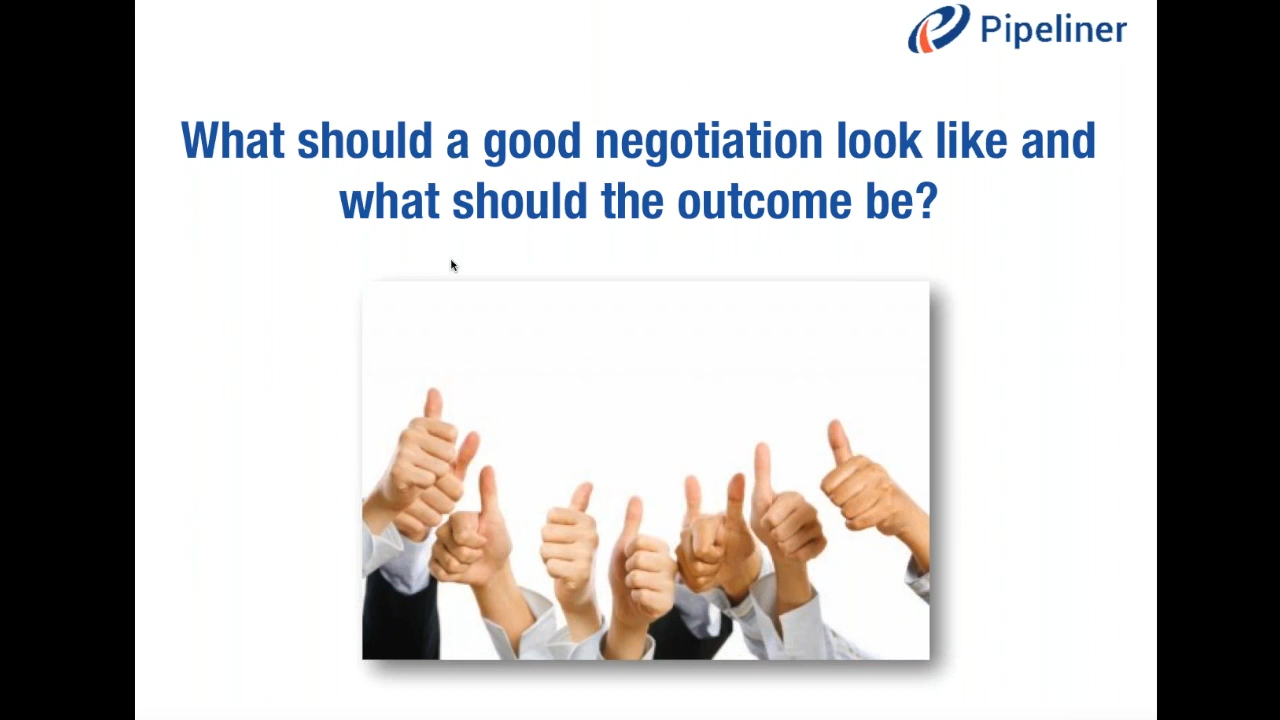 Pipeliner
What should a good negotiation look like and
what should the outcome be?